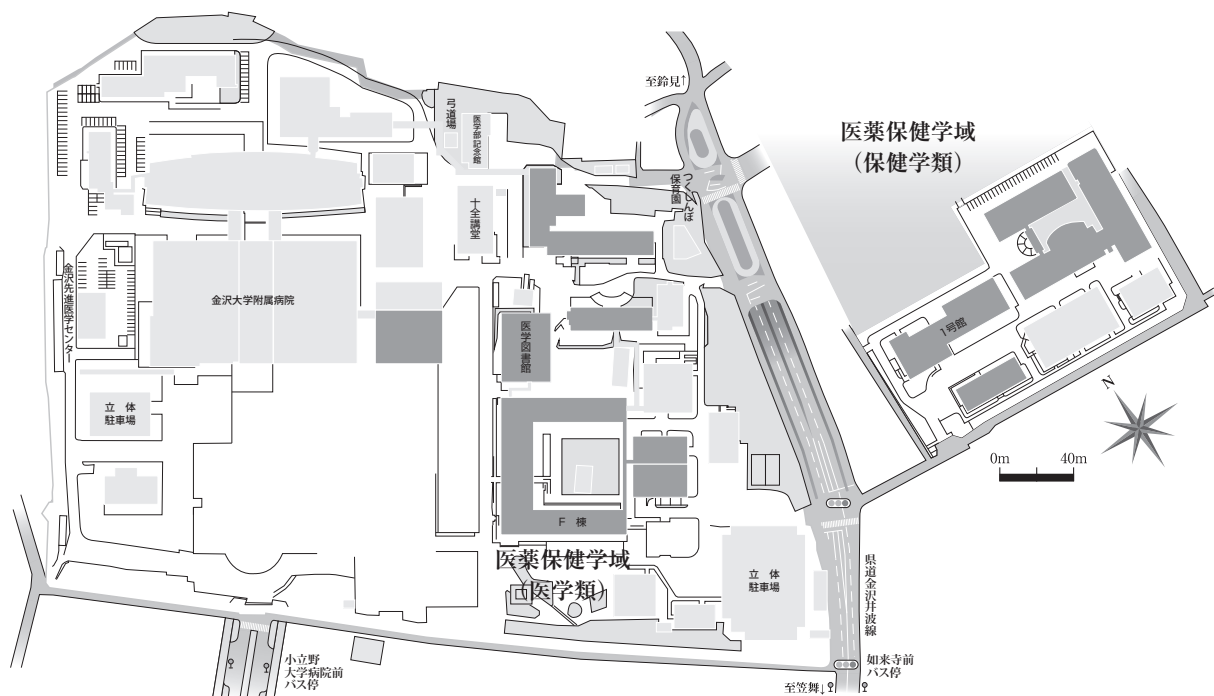 至鈴見↑
医薬保健学域
（保健学類）
弓道場
医学部記念館
つくしんぼ
保育園
十全講堂
金沢大学附属病院
金沢先進医学センター
医学図書館
1号館
N
0m 40m
立 体
駐車場
F 棟
医薬保健学域
（医学類）
立 体
駐車場
県道金沢井波線
小立野
大学病院前
バス停
如来寺前
バス停
至笠舞↓